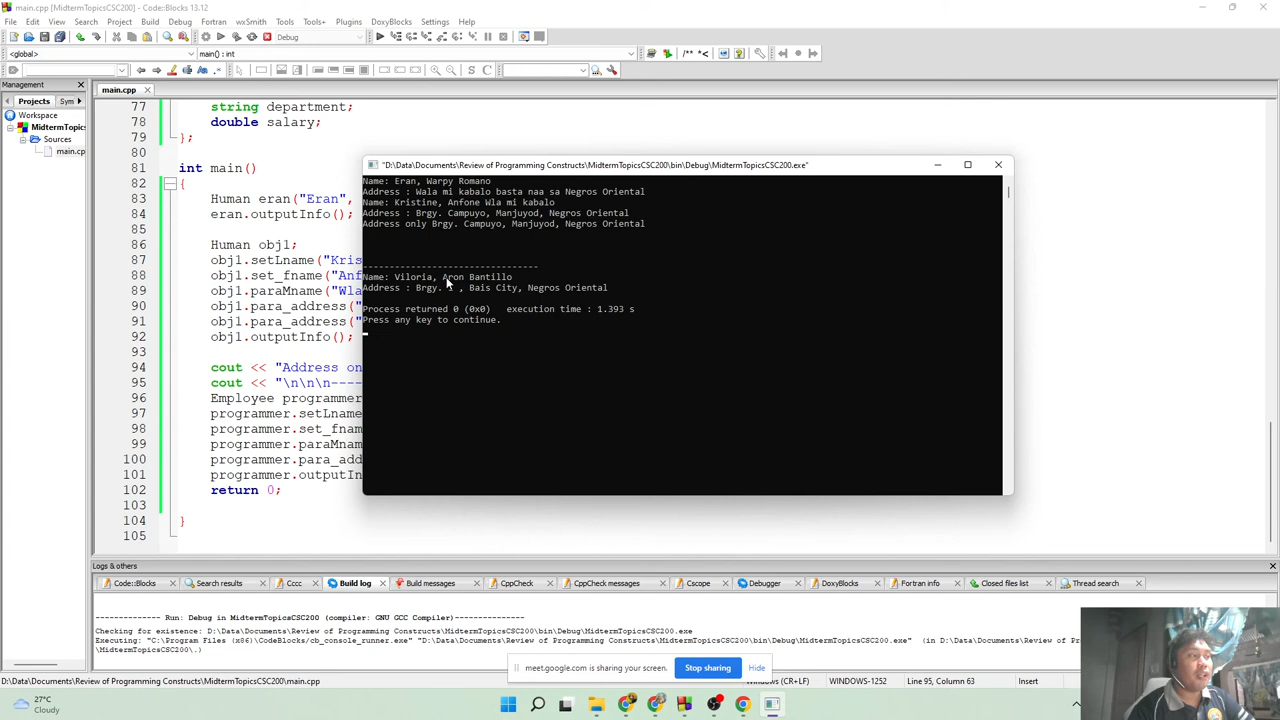 main.cpp [MidtermTopicsCSC200] - Code::Blocks 13.12
File Edit View Search Project Build Debug Fortran wxSmith Tools Tools+ Plugins DoxyBlocks Settings Help
Debug
<global> main() : int
/** *<
S C
Management
Projects Sym
Workspace
MidtermTopics
Sources
main.cp
main.cpp
77 string department;
78 double salary;
79 };
80
81 int main()
82 {
83 Human eran("Eran",
84 eran.outputInfo();
85
86 Human obj1;
87 obj1.setLname("Kris
88 obj1.set_fname("Anf
89 obj1.paraMname("Wla
90 obj1.para_address("
91 obj1.para_address("
92 obj1.outputInfo();
93
94 cout << "Address on
95 cout << "\n\n\n----
96 Employee programmer
97 programmer.setLname
98 programmer.set_fnam
99 programmer.paraMnam
100 programmer.para_add
101 programmer.outputIn
102 return 0;
103
104 }
105
"D:\Data\Documents\Review of Programming Constructs\MidtermTopicsCSC200\bin\Debug\MidtermTopicsCSC200.exe"
Name: Eran, Warpy Romano
Address : Wala mi kabalo basta naa sa Negros Oriental
Name: Kristine, Anfone Wla mi kabalo
Address : Brgy. Campuyo, Manjuyod, Negros Oriental
Address only Brgy. Campuyo, Manjuyod, Negros Oriental
---------------------------------
Name: Viloria, Aron Bantillo
Address : Brgy. , Bais City, Negros Oriental
Process returned 0 (0x0) execution time : 1.393 s
Press any key to continue.
Logs & others
Code::Blocks Search results Cccc Build log Build messages CppCheck CppCheck messages Cscope Debugger DoxyBlocks Fortran info Closed files list Thread search
-------------- Run: Debug in MidtermTopicsCSC200 (compiler: GNU GCC Compiler)---------------
Checking for existence: D:\Data\Documents\Review of Programming Constructs\MidtermTopicsCSC200\bin\Debug\MidtermTopicsCSC200.exe
Executing: "C:\Program Files (x86)\CodeBlocks/cb_console_runner.exe" "D:\Data\Documents\Review of Programming Constructs\MidtermTopicsCSC200\bin\Debug\MidtermTopicsCSC200.exe" (in D:\Data\Documents\Review of Prog
\MidtermTopicsCSC200\.)
meet.google.com is sharing your screen. Stop sharing Hide
D:\Data\Documents\Review of Programming Constructs\MidtermTopicsCSC200\main.cpp Windows (CR+LF) WINDOWS-1252 Line 95, Column 63 Insert
27°C
Cloudy